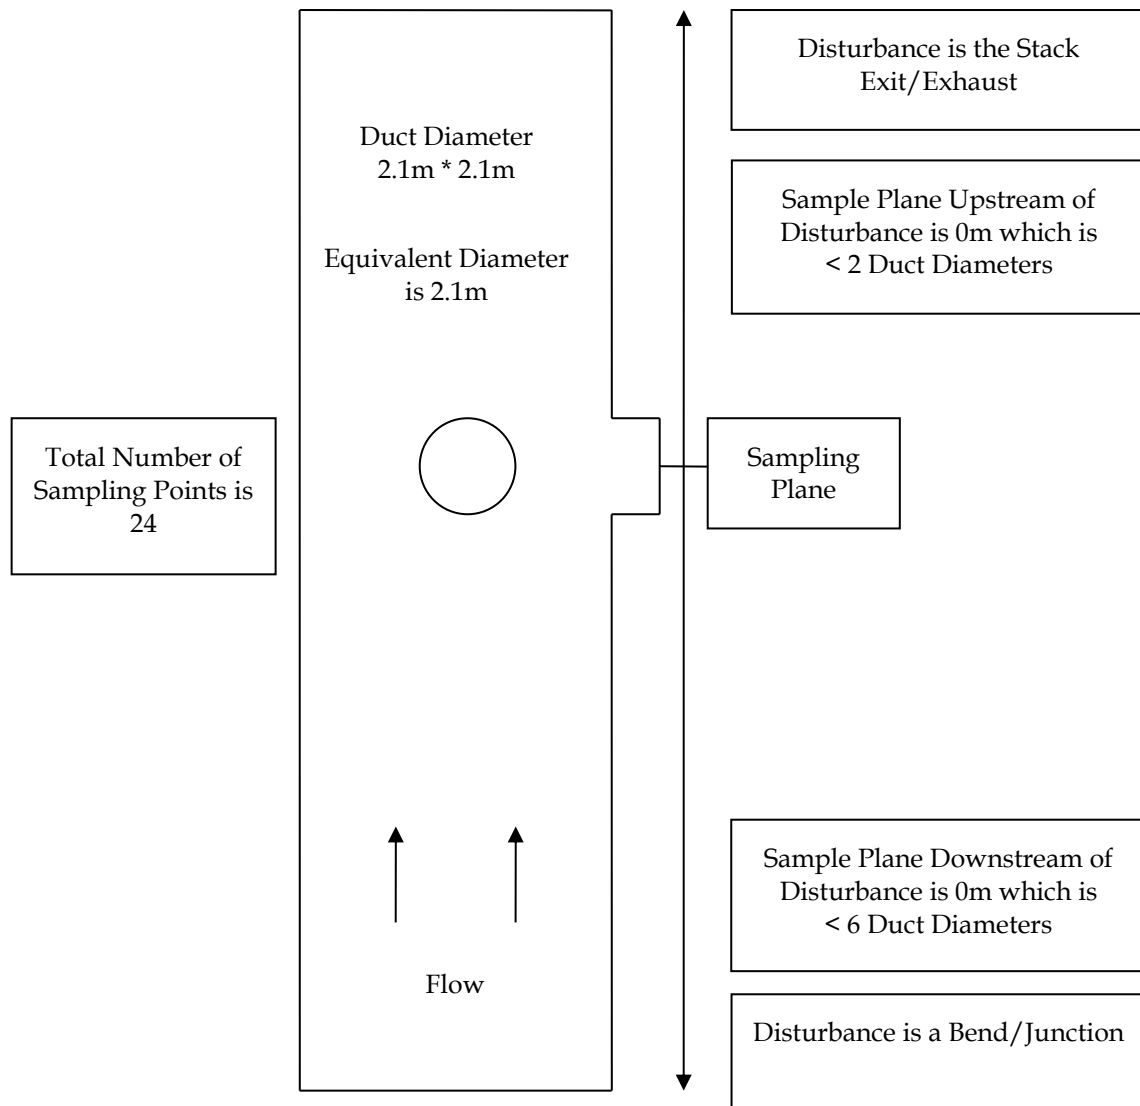 Disturbance is the Stack
Exit/Exhaust
Duct Diameter
2.1m * 2.1m
Sample Plane Upstream of
Disturbance is 0m which is
< 2 Duct Diameters
Equivalent Diameter
is 2.1m
Total Number of
Sampling Points is
24
Sampling
Plane
Sample Plane Downstream of
Disturbance is 0m which is
< 6 Duct Diameters
Flow
Disturbance is a Bend/Junction